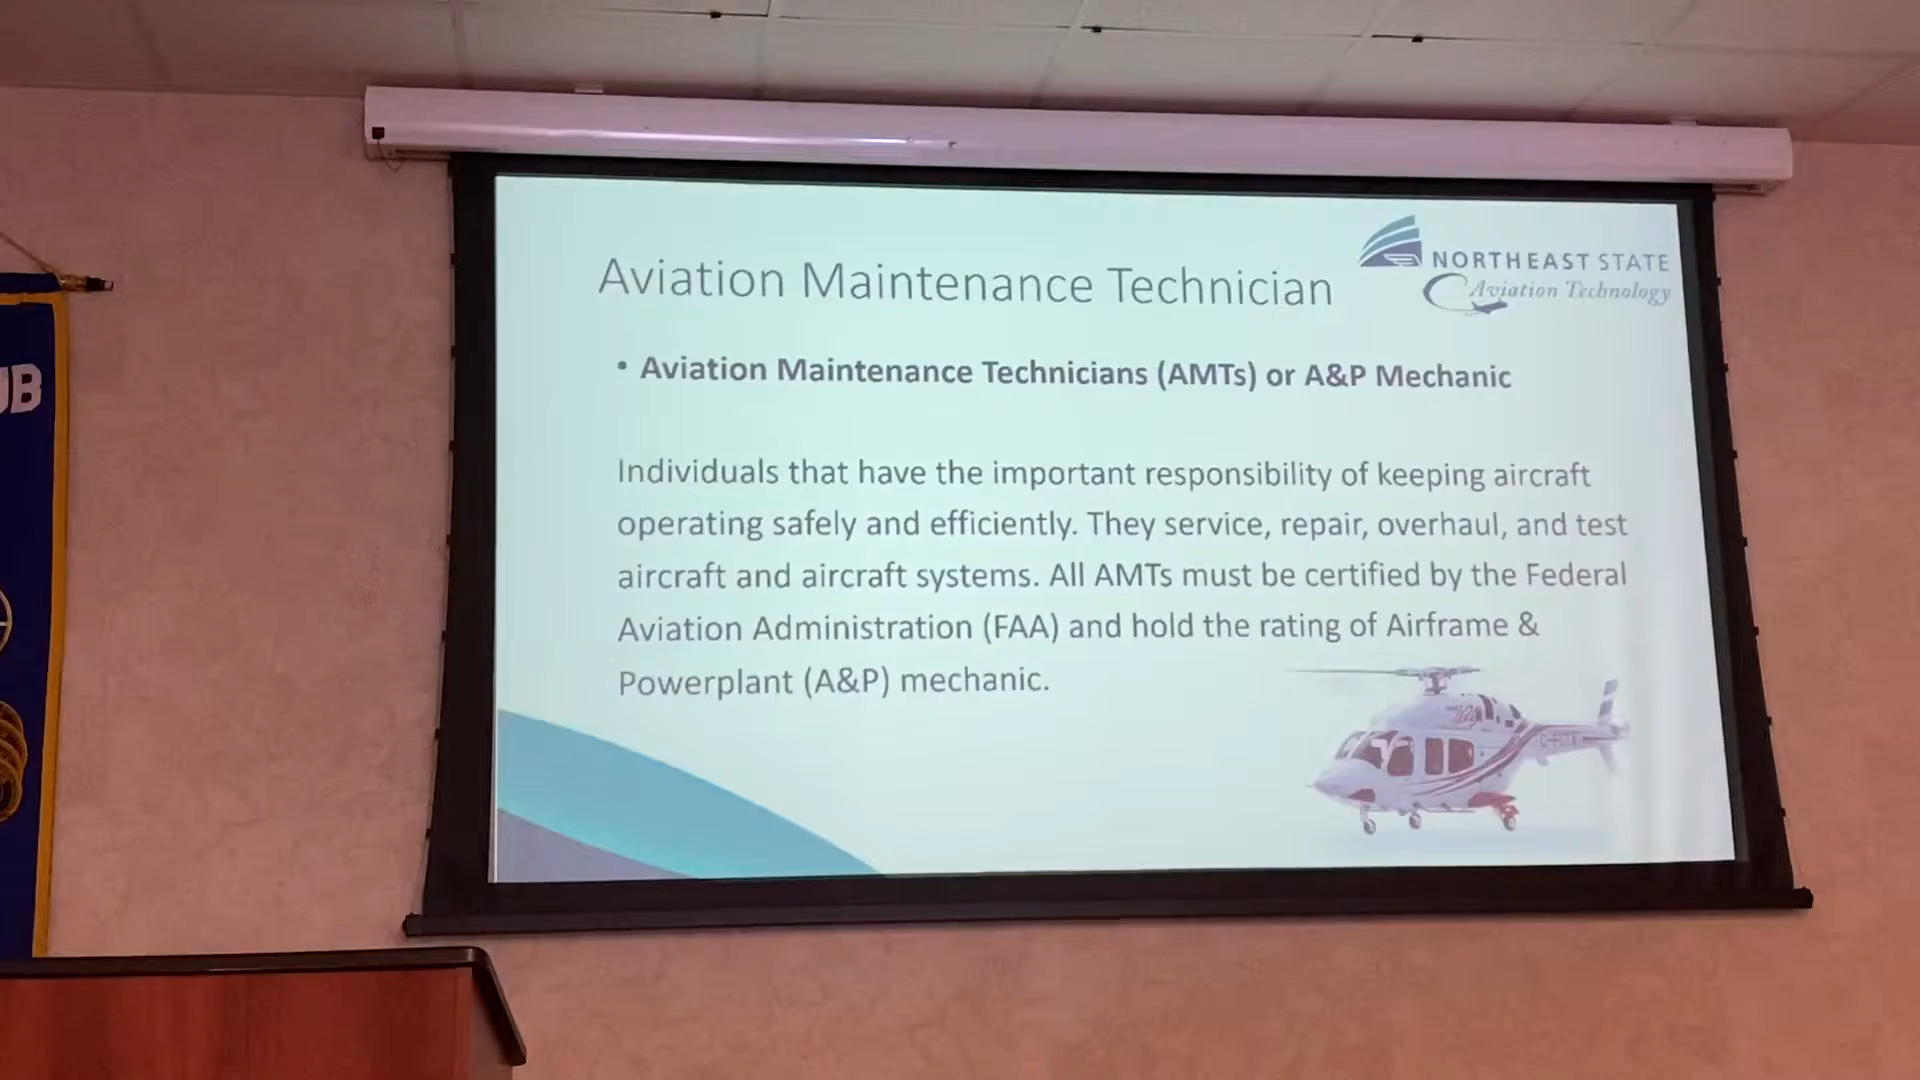 UB
Aviation Maintenance Technician
NORTHEAST STATE
Aviation Technology
• Aviation Maintenance Technicians (AMTs) or A&P Mechanic
Individuals that have the important responsibility of keeping aircraft
operating safely and efficiently. They service, repair, overhaul, and test
aircraft and aircraft systems. All AMTs must be certified by the Federal
Aviation Administration (FAA) and hold the rating of Airframe &
Powerplant (A&P) mechanic.